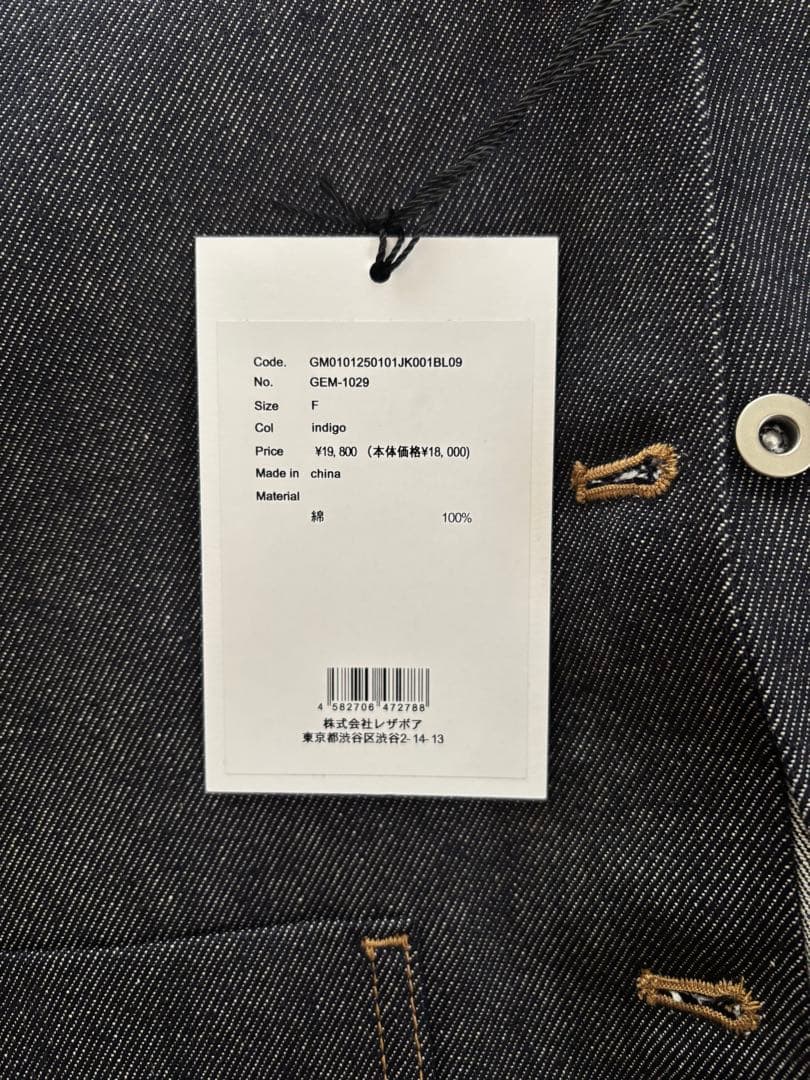 Code. GM0101250101JK001BL09
No. GEM-1029
Size F
Col indigo
Price ¥19,800 (本体価格¥18,000)
Made in china
Material
綿 100%
4 582706 472788
株式会社レザボア
東京都渋谷区渋谷2-14-13